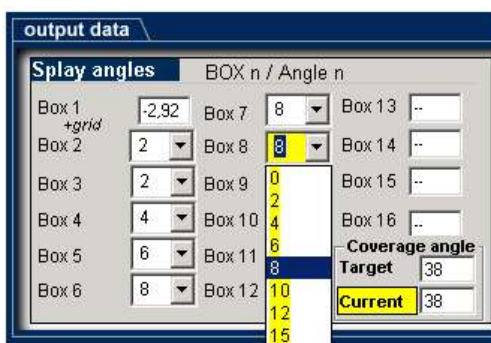 output data
Splay angles BOX n / Angle n
Box 1 +grid -2,92
Box 2 2
Box 3 2
Box 4 4
Box 5 6
Box 6 8
Box 7 8
Box 8 8
Box 9
Box 10
Box 11
Box 12
0
2
4
6
8
10
12
15
Box 13 --
Box 14 --
Box 15 --
Box 16 --
Coverage angle
Target 38
Current 38